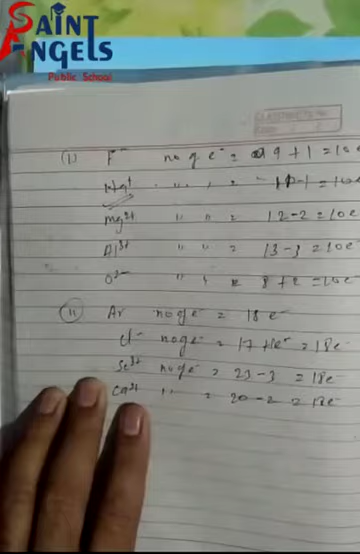 SAINT
ANGELS
Public School
(i) F⁻ no of e⁻ = 9 + 1 = 10e
Na⁺ " " , = 11-1 = 10e
Mg²⁺ " " = 12-2 = 10e
Al³⁺ " " = 13-3 = 10e
O²⁻ " " = 8+2 = 10e
(ii) Ar no of e⁻ = 18 e⁻
Cl⁻ no of e⁻ = 17 + 1e⁻ = 18e⁻
Sc³⁺ no of e⁻ = 23 - 3 = 18e⁻
Ca²⁺ " = 20 - 2 = 18e⁻